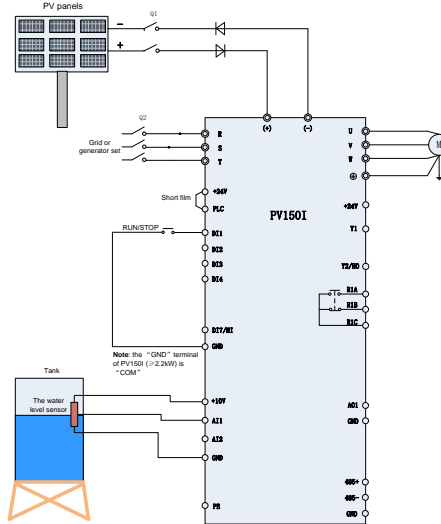 PV panels
−
Q1
+
(+)
(-)
Q2
R
Grid or
generator set
S
T
U
V
M
W
+24V
Short film
PLC
PV150I
+24V
RUN/STOP
DI1
Y1
DI2
DI3
Y2/HO
DI4
R1A
R1B
R1C
DI7/HI
GND
Note: the “GND” terminal
of PV150I (≥2.2kW) is
“COM”
Tank
The water
level sensor
+10V
AO1
AI1
GND
AI2
GND
485+
485-
PE
GND